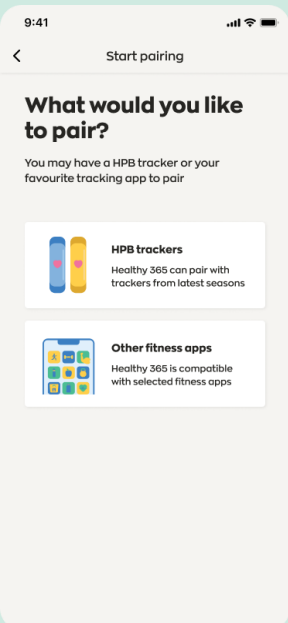 9:41
Start pairing
What would you like
to pair?
You may have a HPB tracker or your
favourite tracking app to pair
HPB trackers
Healthy 365 can pair with
trackers from latest seasons
Other fitness apps
Healthy 365 is compatible
with selected fitness apps